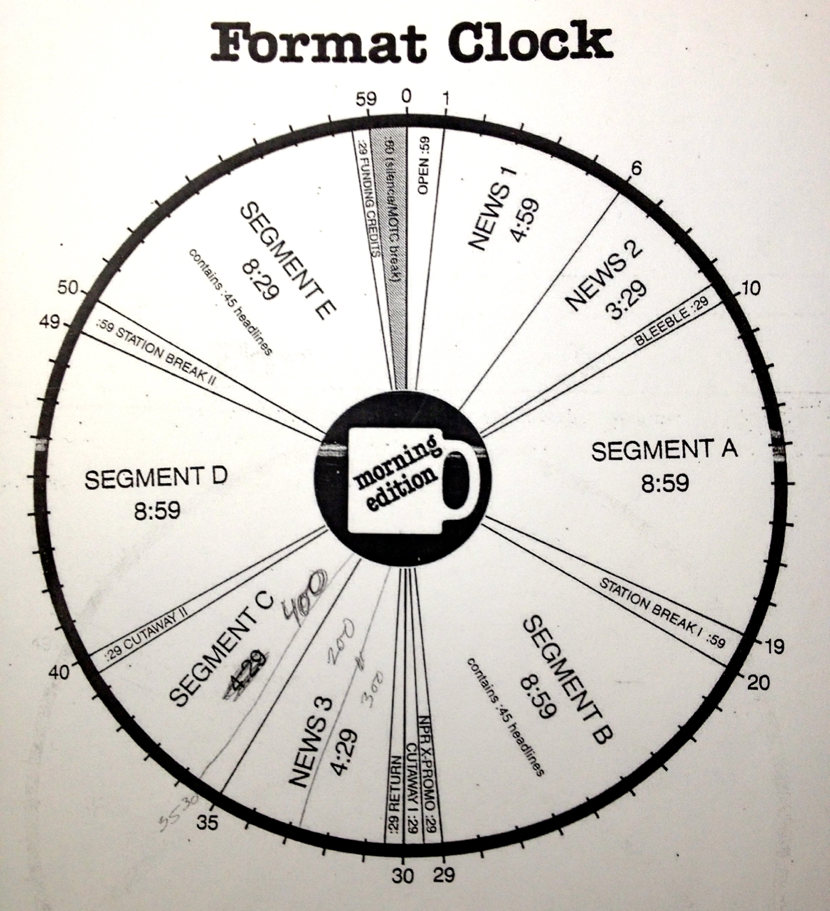 Format Clock
59
0
1
:29 FUNDING CREDITS
:60 (silence/MOTC break)
OPEN :59
NEWS 1
4:59
6
NEWS 2
3:29
10
BLEEBLE :29
SEGMENT A
8:59
STATION BREAK I :59
19
20
SEGMENT B
8:59
contains :45 headlines
NPR X-PROMO :29
CUTAWAY I :29
:29 RETURN
29
30
NEWS 3
4:29
200
300
35
35 30
SEGMENT C
4:29
400
:29 CUTAWAY II
40
SEGMENT D
8:59
:59 STATION BREAK II
49
50
SEGMENT E
8:29
contains :45 headlines
morning
edition